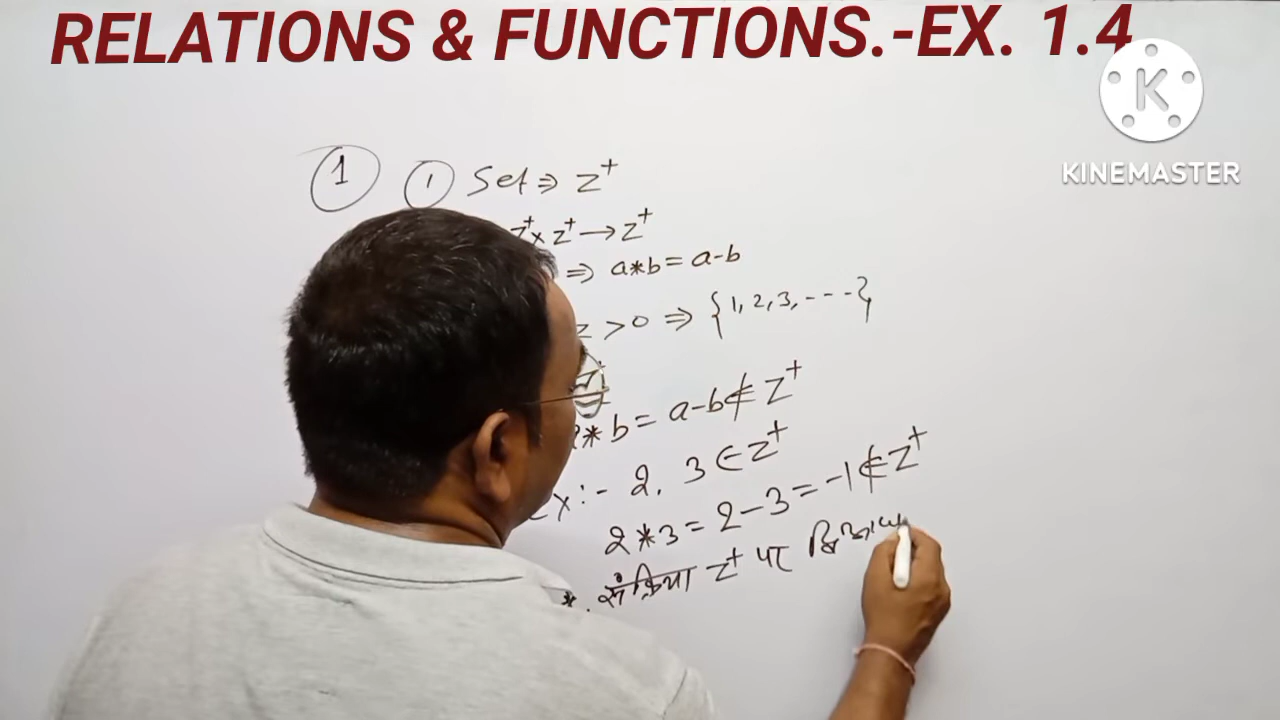 RELATIONS & FUNCTIONS.-EX. 1.4
K
KINEMASTER
① ① Set ⇒ Z⁺
Z⁺ × Z⁺ → Z⁺
⇒ a*b = a-b
z > 0 ⇒ {1, 2, 3, ----}
* b = a-b ∉ Z⁺
Ex:- 2, 3 ∈ Z⁺
2*3 = 2-3 = -1 ∉ Z⁺
*. संक्रिया Z⁺ पर